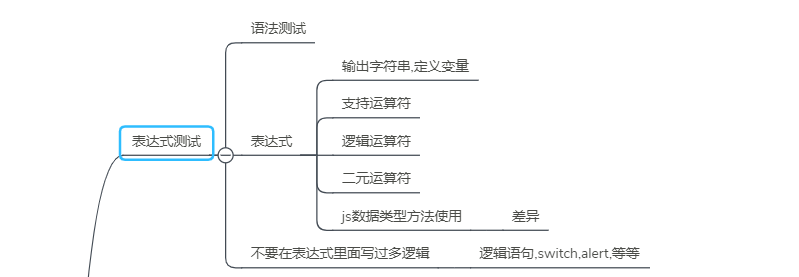 语法测试
输出字符串,定义变量
支持运算符
表达式测试
表达式
逻辑运算符
二元运算符
js数据类型方法使用
差异
不要在表达式里面写过多逻辑
逻辑语句,switch,alert,等等